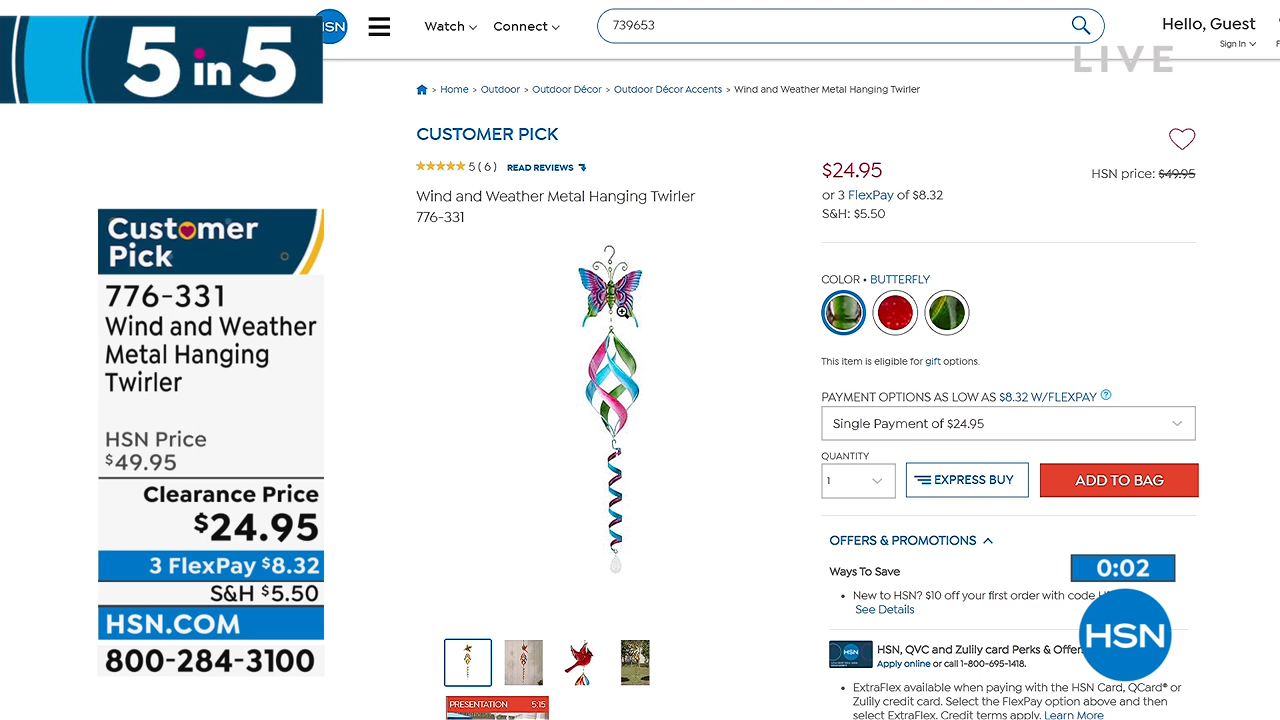 5 in 5
HSN
Watch
Connect
739653
Hello, Guest
Sign In
LIVE
> Home > Outdoor > Outdoor Décor > Outdoor Décor Accents > Wind and Weather Metal Hanging Twirler
CUSTOMER PICK
5 ( 6 ) READ REVIEWS
Wind and Weather Metal Hanging Twirler
776-331
$24.95
HSN price: $49.95
or 3 FlexPay of $8.32
S&H: $5.50
COLOR • BUTTERFLY
This item is eligible for gift options.
PAYMENT OPTIONS AS LOW AS $8.32 W/FLEXPAY ?
Single Payment of $24.95
QUANTITY
1
EXPRESS BUY
ADD TO BAG
OFFERS & PROMOTIONS
Ways To Save
0:02
• New to HSN? $10 off your first order with code
See Details
HSN
HSN, QVC and Zulily card Perks & Offer
Apply online or call 1-800-695-1418.
• ExtraFlex available when paying with the HSN Card, QCard® or
Zulily credit card. Select the FlexPay option above and then
select ExtraFlex. Credit terms apply. Learn More
PRESENTATION 5:15
Customer
Pick
776-331
Wind and Weather
Metal Hanging
Twirler
HSN Price
$49.95
Clearance Price
$24.95
3 FlexPay $8.32
S&H $5.50
HSN.COM
800-284-3100